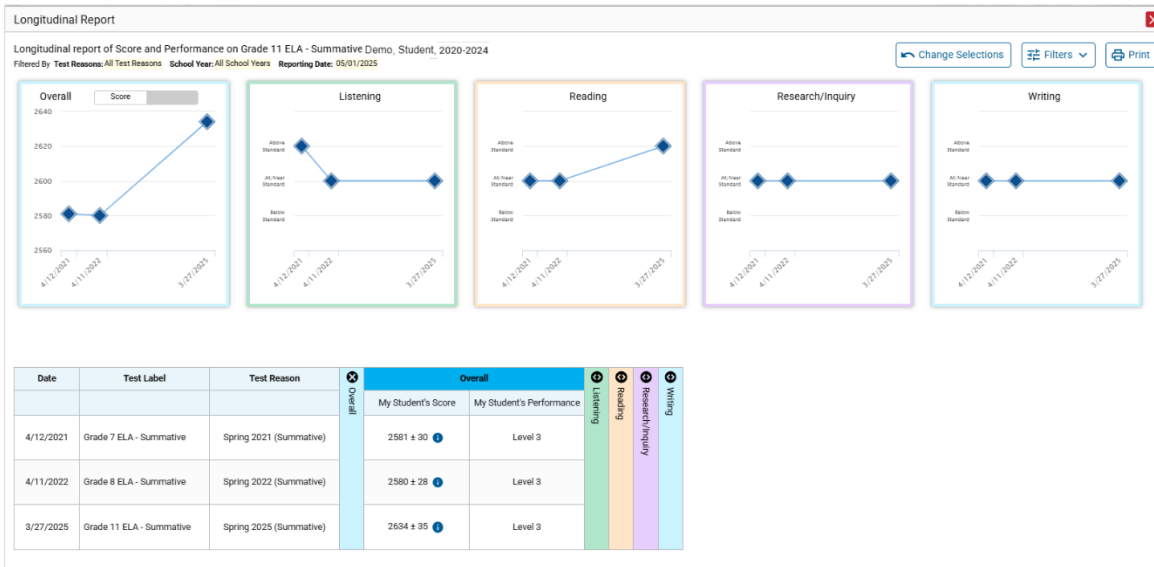 Longitudinal Report
Longitudinal report of Score and Performance on Grade 11 ELA - Summative Demo, Student, 2020-2024
Filtered By Test Reasons: All Test Reasons School Year: All School Years Reporting Date: 05/01/2025
Change Selections
Filters
Print
Overall
Score
2640
2620
2600
2580
2560
4/12/2021
4/11/2022
3/27/2025
Listening
Above
Standard
At/Near
Standard
Below
Standard
4/12/2021
4/11/2022
3/27/2025
Reading
Above
Standard
At/Near
Standard
Below
Standard
4/12/2021
4/11/2022
3/27/2025
Research/Inquiry
Above
Standard
At/Near
Standard
Below
Standard
4/12/2021
4/11/2022
3/27/2025
Writing
Above
Standard
At/Near
Standard
Below
Standard
4/12/2021
4/11/2022
3/27/2025
Date Test Label Test Reason Overall Overall Listening Reading Research/Inquiry Writing
My Student's Score My Student's Performance
4/12/2021 Grade 7 ELA - Summative Spring 2021 (Summative) 2581 ± 30 Level 3
4/11/2022 Grade 8 ELA - Summative Spring 2022 (Summative) 2580 ± 28 Level 3
3/27/2025 Grade 11 ELA - Summative Spring 2025 (Summative) 2634 ± 35 Level 3